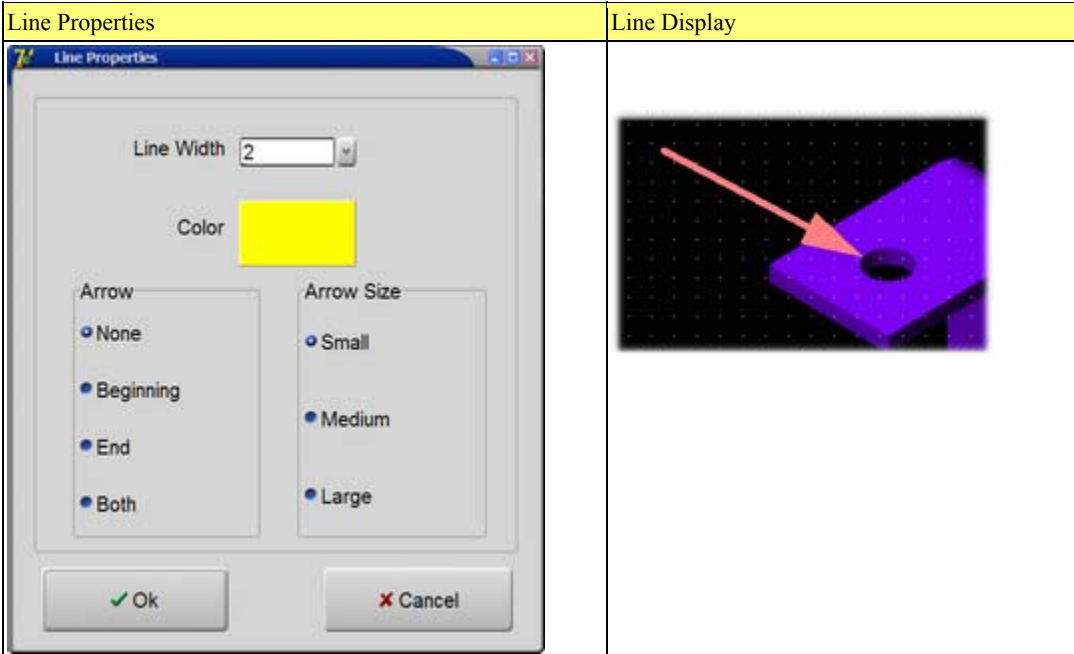 Line Properties
Line Display
Line Properties
Line Width 2
Color
Arrow
None
Beginning
End
Both
Arrow Size
Small
Medium
Large
Ok
Cancel